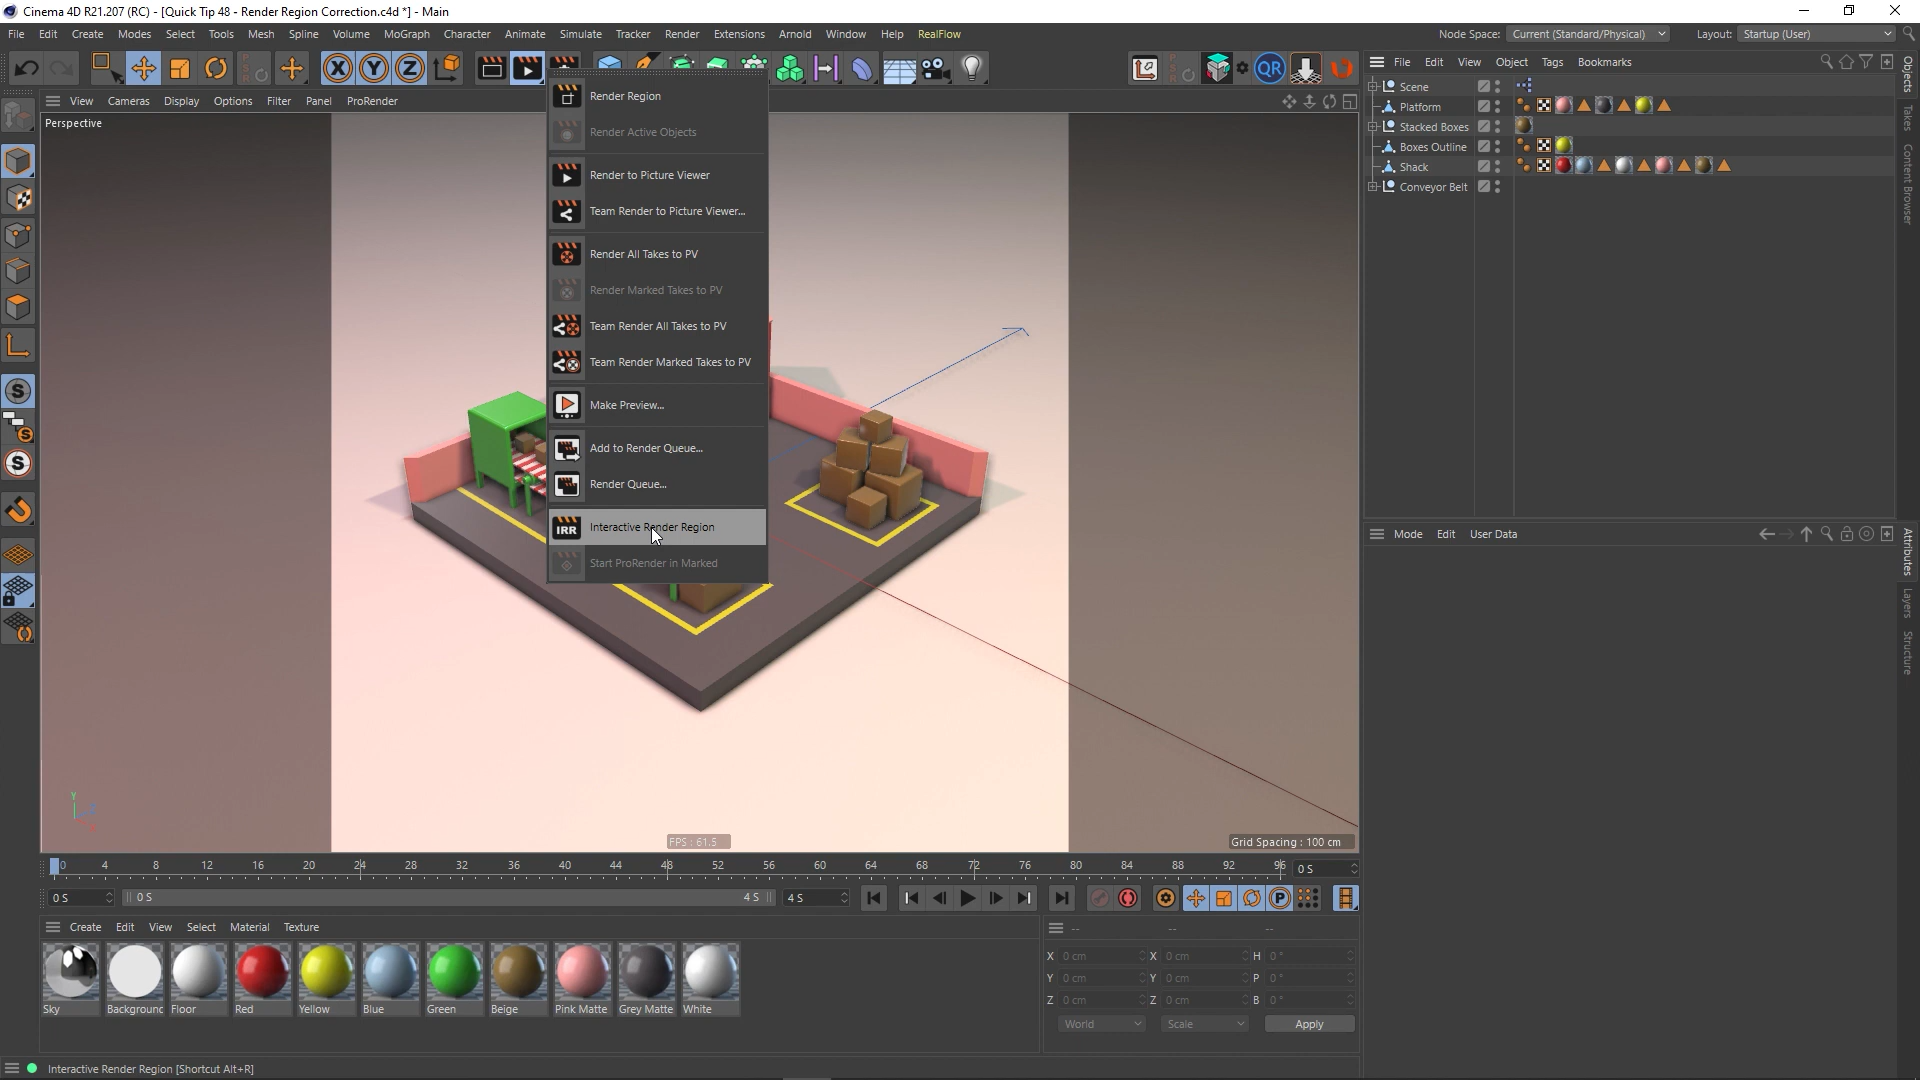 Cinema 4D R21.207 (RC) - [Quick Tip 48 - Render Region Correction.c4d *] - Main
File Edit Create Modes Select Tools Mesh Spline Volume MoGraph Character Animate Simulate Tracker Render Extensions Arnold Window Help RealFlow
Node Space: Current (Standard/Physical) Layout: Startup (User)
X Y Z
QR
File Edit View Object Tags Bookmarks
View Cameras Display Options Filter Panel ProRender
Perspective
Render Region
Render Active Objects
Render to Picture Viewer
Team Render to Picture Viewer...
Render All Takes to PV
Render Marked Takes to PV
Team Render All Takes to PV
Team Render Marked Takes to PV
Make Preview...
Add to Render Queue...
Render Queue...
IRR Interactive Render Region
Start ProRender in Marked
Scene
Platform
Stacked Boxes
Boxes Outline
Shack
Conveyor Belt
Objects
Takes
Content Browser
Mode Edit User Data
Attributes
Layers
Structure
Y
FPS : 61.5
Grid Spacing : 100 cm
0 4 8 12 16 20 24 28 32 36 40 44 48 52 56 60 64 68 72 76 80 84 88 92 96 0 S
0 S 0 S 4 S 4 S
P
Create Edit View Select Material Texture
-- -- --
Sky Background Floor Red Yellow Blue Green Beige Pink Matte Grey Matte White
X 0 cm X 0 cm H 0 °
Y 0 cm Y 0 cm P 0 °
Z 0 cm Z 0 cm B 0 °
World Scale Apply
Interactive Render Region [Shortcut Alt+R]